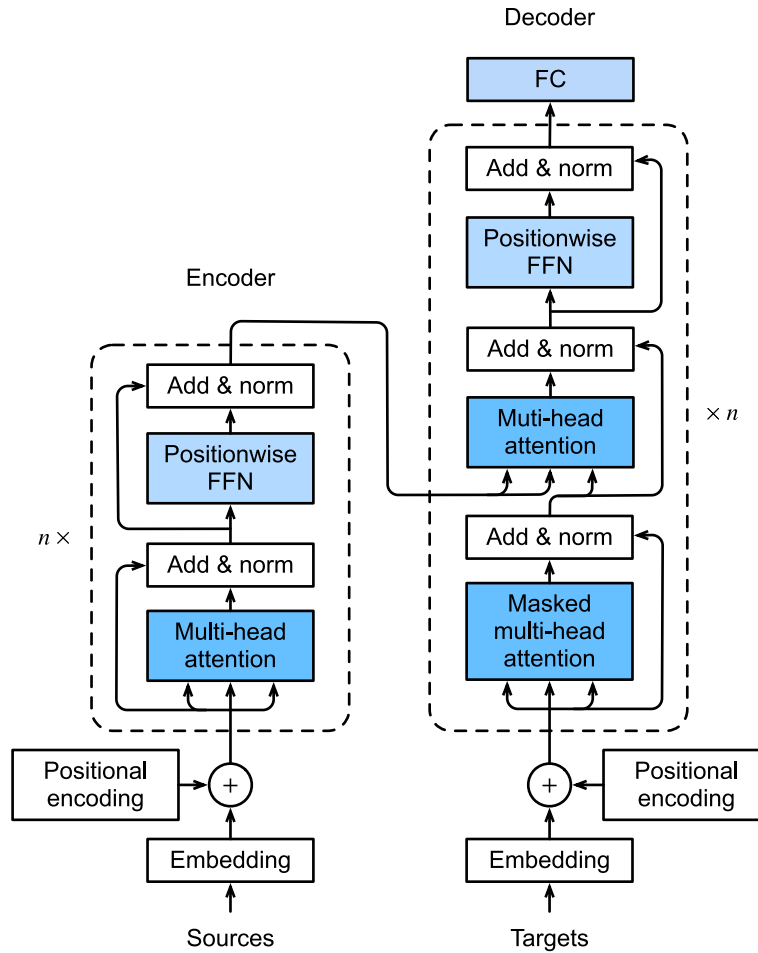 Decoder
FC
Add & norm
Positionwise
FFN
Add & norm
Muti-head
attention
× n
Add & norm
Masked
multi-head
attention
Positional
encoding
+
Embedding
Targets
Encoder
Add & norm
Positionwise
FFN
n ×
Add & norm
Multi-head
attention
Positional
encoding
+
Embedding
Sources